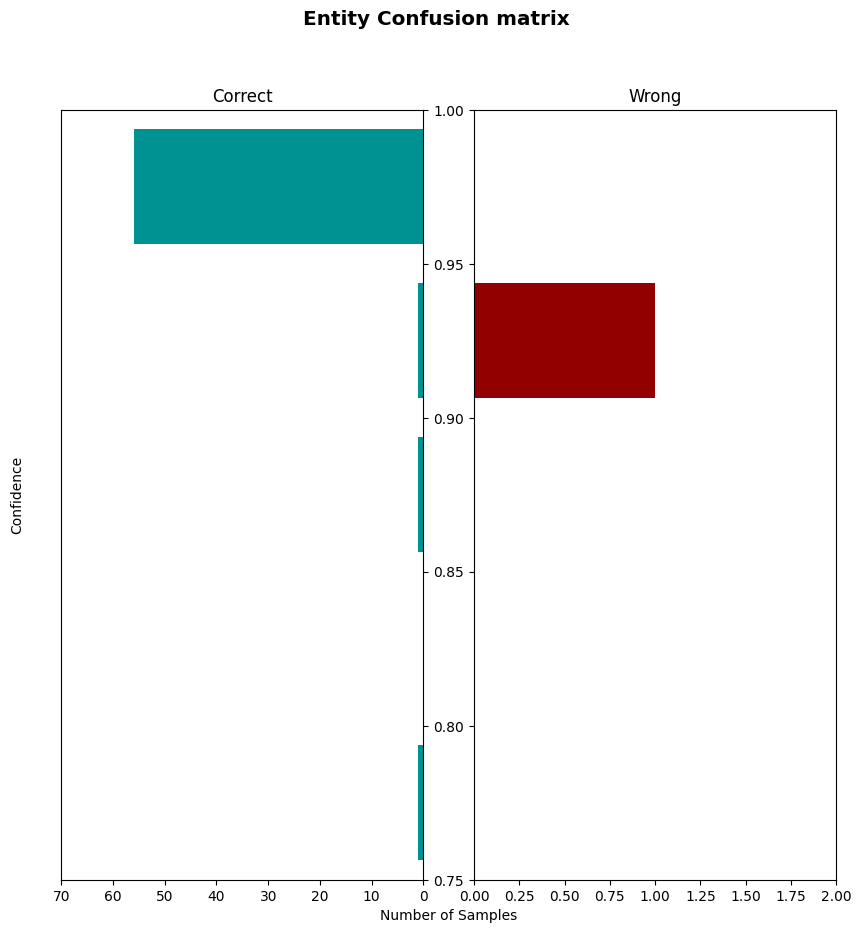 Entity Confusion matrix
Correct
Wrong
1.00
0.95
0.90
0.85
0.80
0.75
Confidence
70 60 50 40 30 20 10 0
0.00 0.25 0.50 0.75 1.00 1.25 1.50 1.75 2.00
Number of Samples